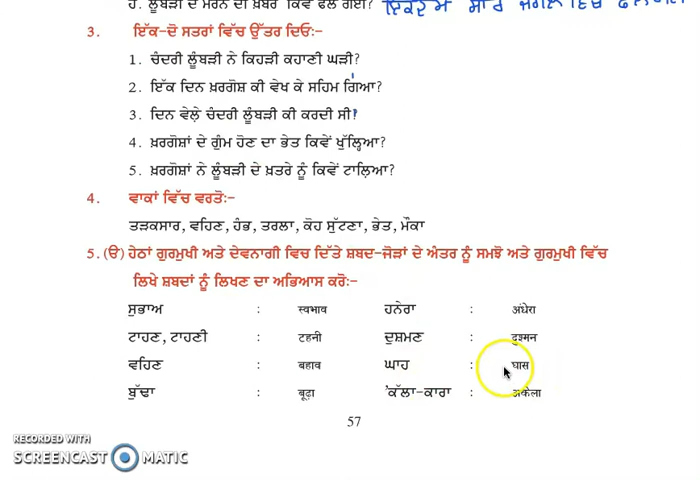 ਹ. ਲੂੰਬੜੀ ਦੇ ਮਰਨ ਦੀ ਖ਼ਬਰ ਕਿਵੇਂ ਫੈਲ ਗਈ?
3. ਇੱਕ-ਦੋ ਸਤਰਾਂ ਵਿੱਚ ਉੱਤਰ ਦਿਓ:-
1. ਚੰਦਰੀ ਲੂੰਬੜੀ ਨੇ ਕਿਹੜੀ ਕਹਾਣੀ ਘੜੀ?
2. ਇੱਕ ਦਿਨ ਖ਼ਰਗੋਸ਼ ਕੀ ਵੇਖ ਕੇ ਸਹਿਮ ਗਿਆ?
3. ਦਿਨ ਵੇਲ਼ੇ ਚੰਦਰੀ ਲੂੰਬੜੀ ਕੀ ਕਰਦੀ ਸੀ?
4. ਖ਼ਰਗੋਸ਼ਾਂ ਦੇ ਗੁੰਮ ਹੋਣ ਦਾ ਭੇਤ ਕਿਵੇਂ ਖੁੱਲ੍ਹਿਆ?
5. ਖ਼ਰਗੋਸ਼ਾਂ ਨੇ ਲੂੰਬੜੀ ਦੇ ਖ਼ਤਰੇ ਨੂੰ ਕਿਵੇਂ ਟਾਲ਼ਿਆ?
4. ਵਾਕਾਂ ਵਿੱਚ ਵਰਤੋ:-
ਤੜਕਸਾਰ, ਵਹਿਣ, ਹੰਭ, ਤਰਲਾ, ਕੋਹ ਸੁੱਟਣਾ, ਭੇਤ, ਮੌਕਾ
5. (ੳ) ਹੇਠਾਂ ਗੁਰਮੁਖੀ ਅਤੇ ਦੇਵਨਾਗੀ ਵਿਚ ਦਿੱਤੇ ਸ਼ਬਦ-ਜੋੜਾਂ ਦੇ ਅੰਤਰ ਨੂੰ ਸਮਝੋ ਅਤੇ ਗੁਰਮੁਖੀ ਵਿੱਚ
ਲਿਖੇ ਸ਼ਬਦਾਂ ਨੂੰ ਲਿਖਣ ਦਾ ਅਭਿਆਸ ਕਰੋ:-
ਸੁਭਾਅ : स्वभाव ਹਨੇਰਾ : अंधेरा
ਟਾਹਣ, ਟਾਹਣੀ : टहनी ਦੁਸ਼ਮਣ : दुश्मन
ਵਹਿਣ : बहाव ਘਾਹ : घास
ਬੁੱਢਾ : बूढ़ा 'ਕੱਲਾ-ਕਾਰਾ : अकेला
57
RECORDED WITH
SCREENCAST MATIC